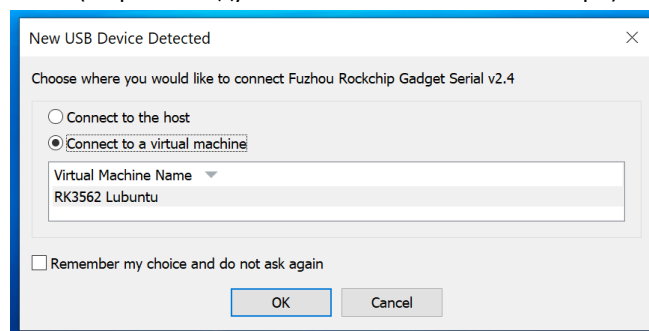 New USB Device Detected
Choose where you would like to connect Fuzhou Rockchip Gadget Serial v2.4
Connect to the host
Connect to a virtual machine
Virtual Machine Name
RK3562 Lubuntu
Remember my choice and do not ask again
OK Cancel